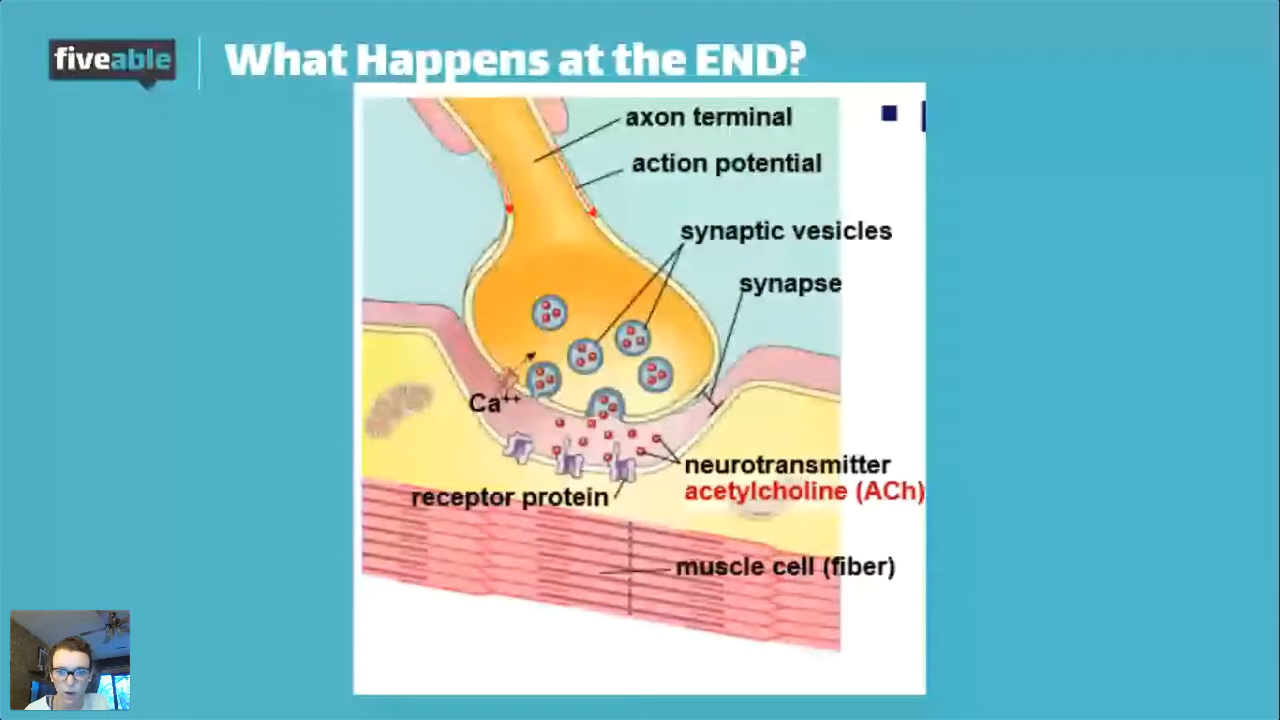 fiveable
What Happens at the END?
axon terminal
action potential
synaptic vesicles
synapse
Ca⁺⁺
neurotransmitter
acetylcholine (ACh)
receptor protein
muscle cell (fiber)